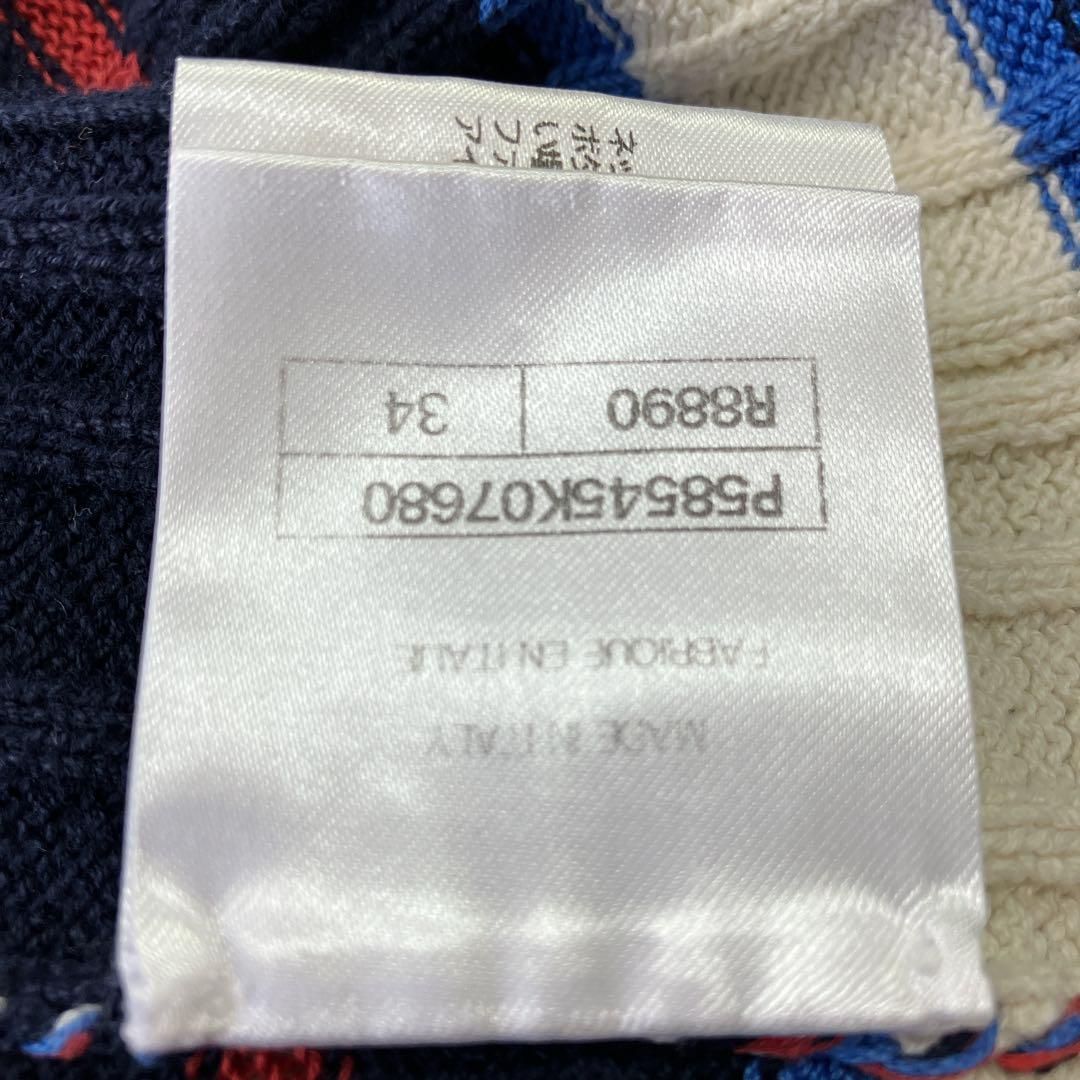 MADE IN ITALY
FABRIQUE EN ITALIE
P58545K07680
R8890 34